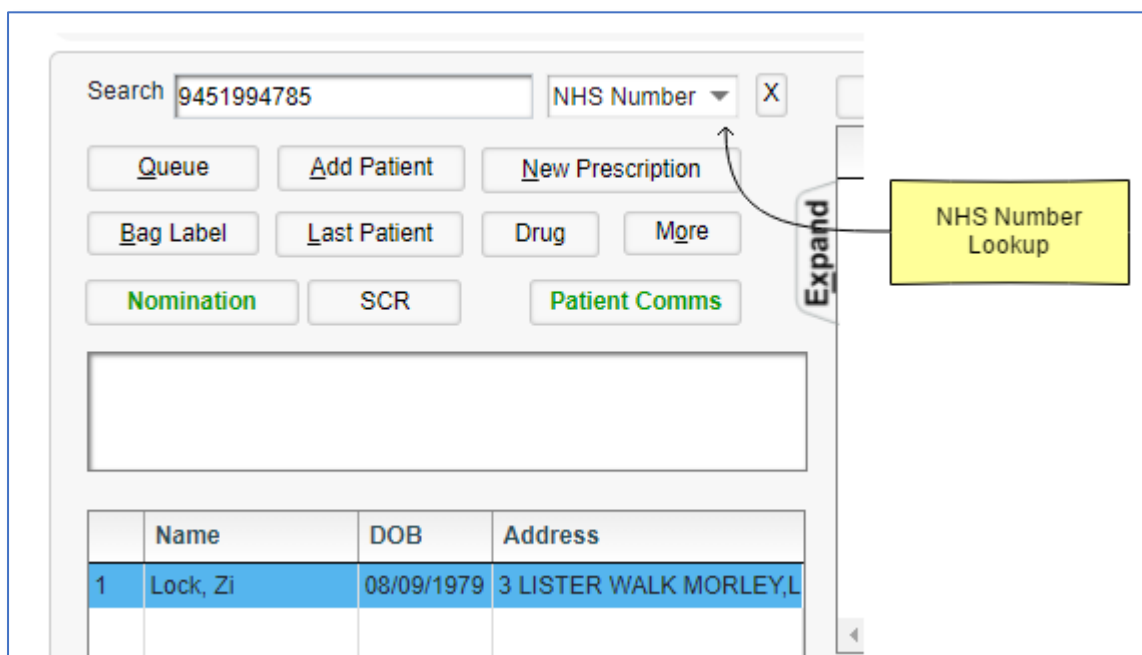 Search 9451994785 NHS Number X
Queue Add Patient New Prescription
Bag Label Last Patient Drug More
Nomination SCR Patient Comms
Expand
NHS Number
Lookup
Name DOB Address
1 Lock, Zi 08/09/1979 3 LISTER WALK MORLEY,L